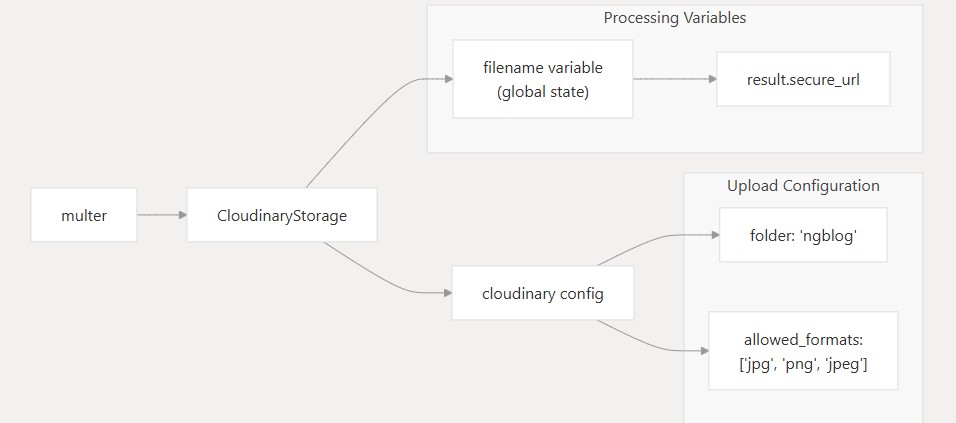 Processing Variables
filename variable
(global state)
result.secure_url
multer
CloudinaryStorage
Upload Configuration
folder: 'ngblog'
cloudinary config
allowed_formats:
['jpg', 'png', 'jpeg']